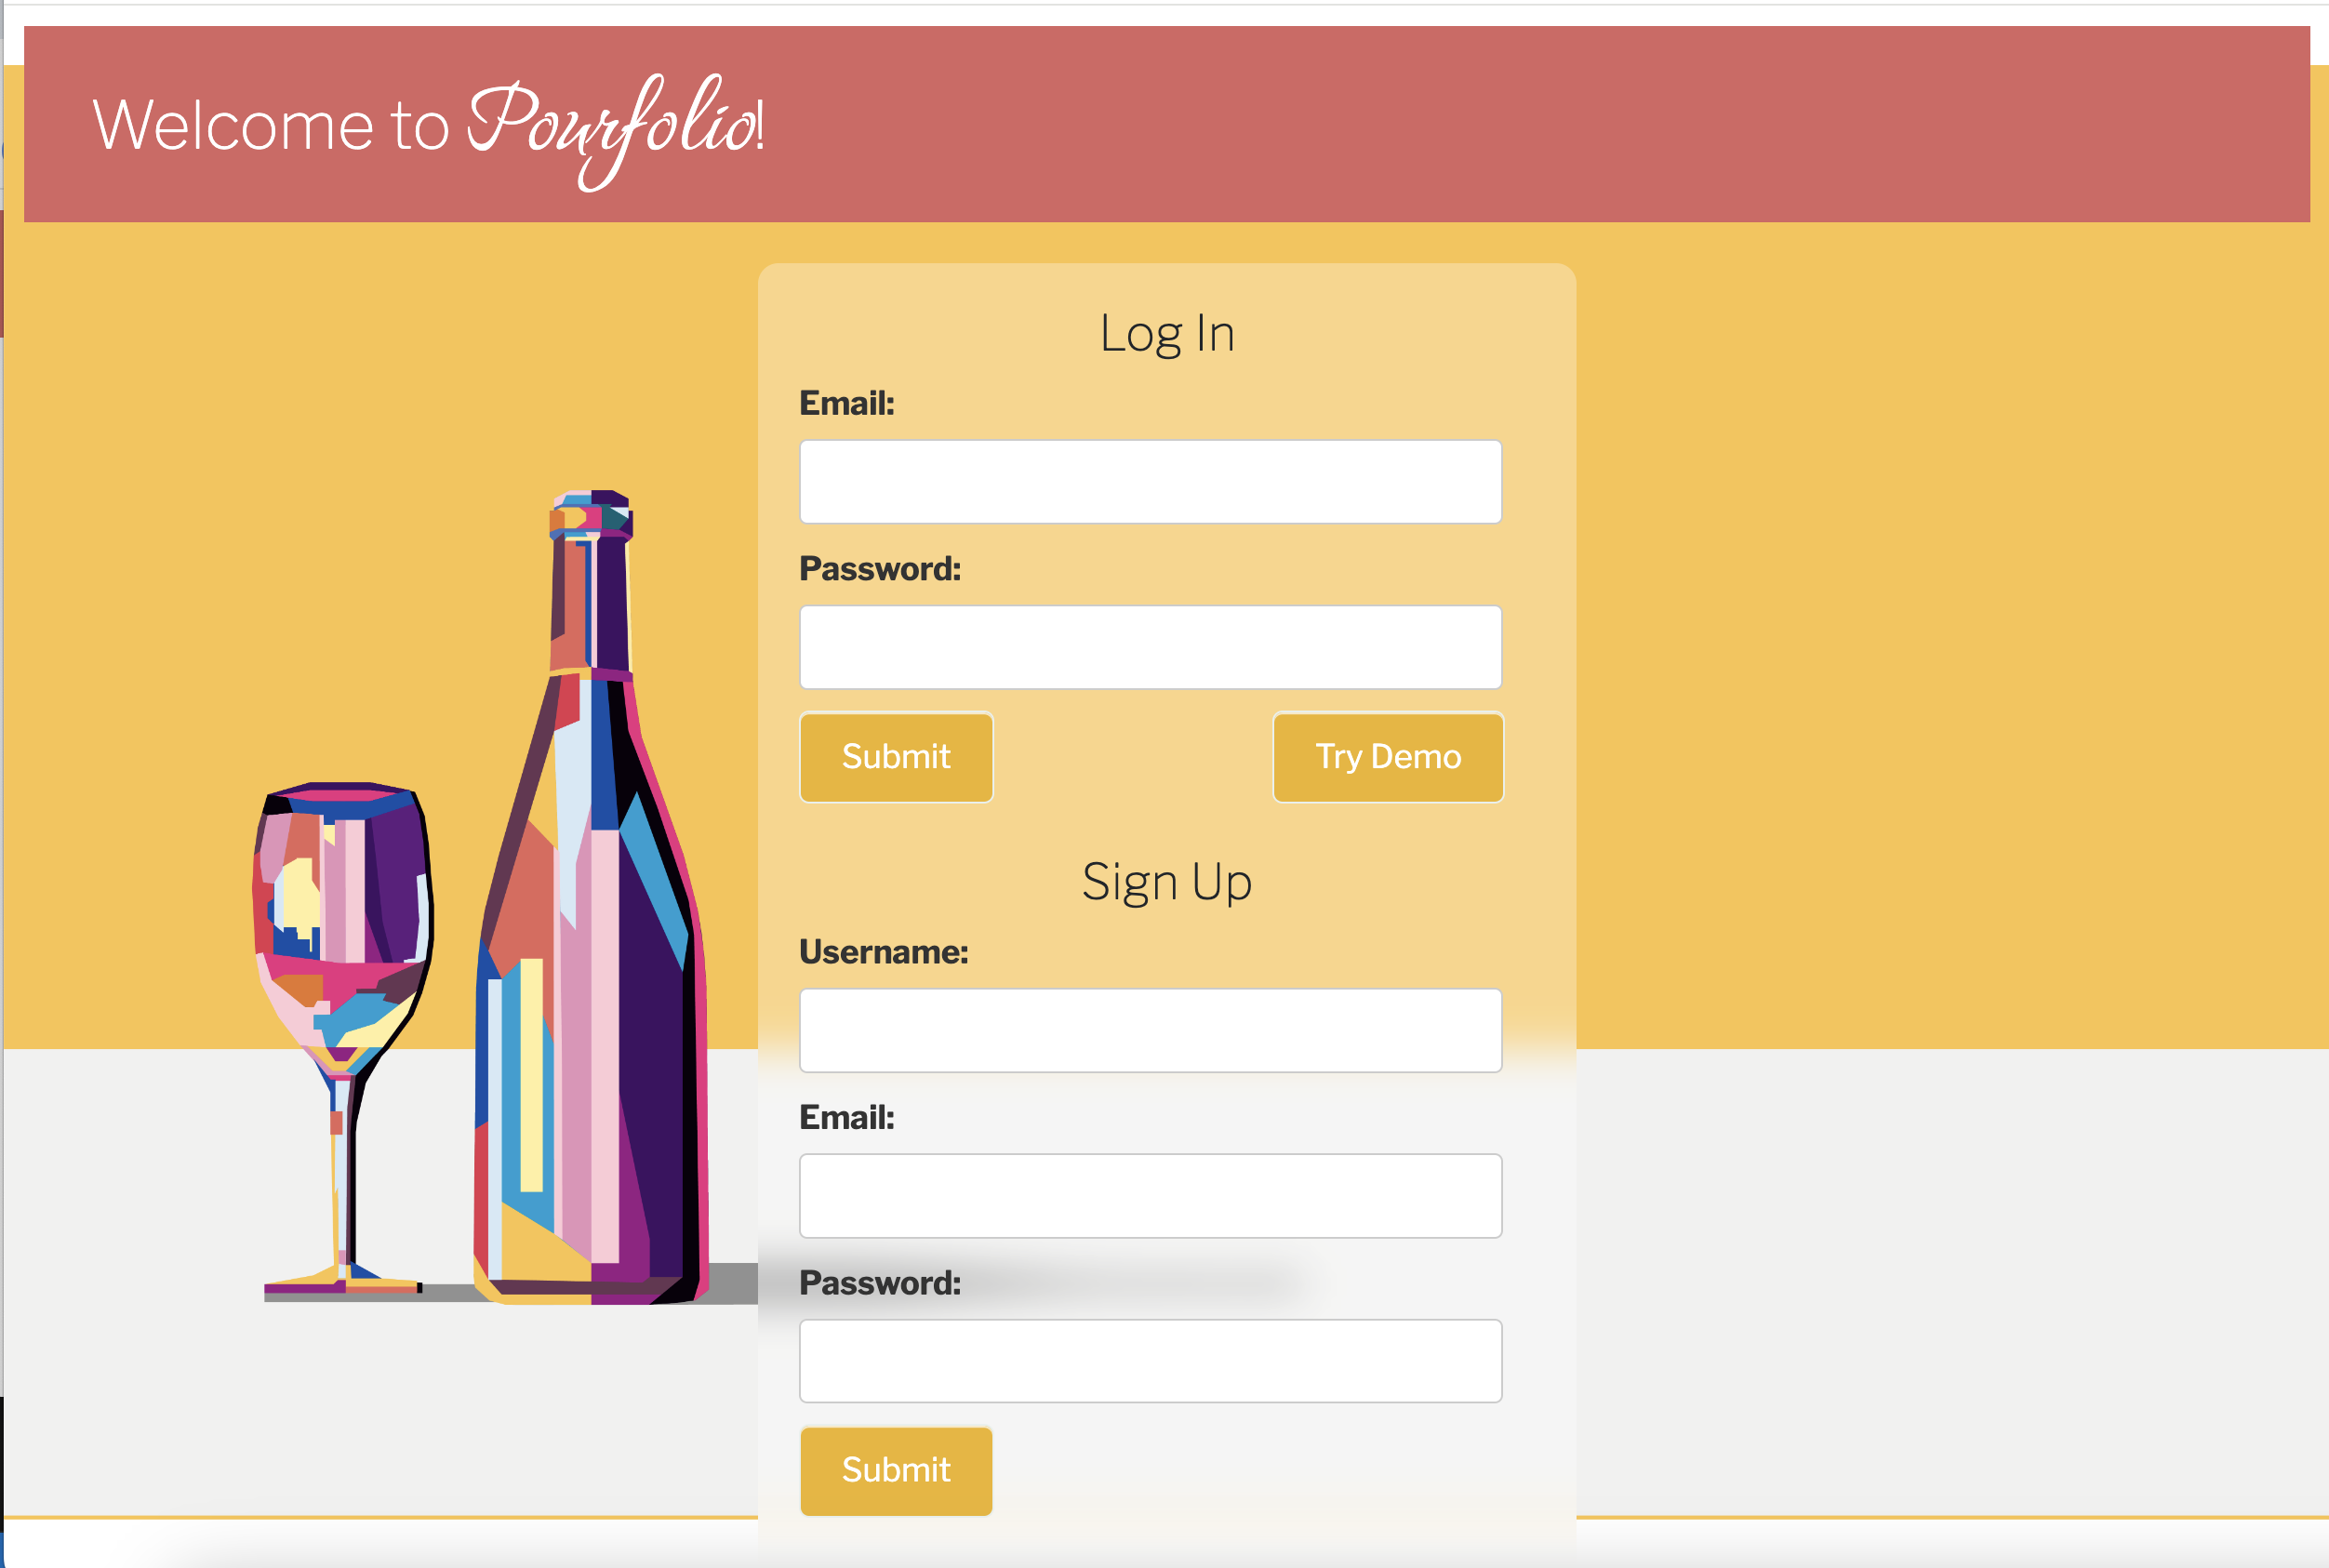 Welcome to Pourfolio!
Log In
Email:
Password:
Submit Try Demo
Sign Up
Username:
Email:
Password:
Submit